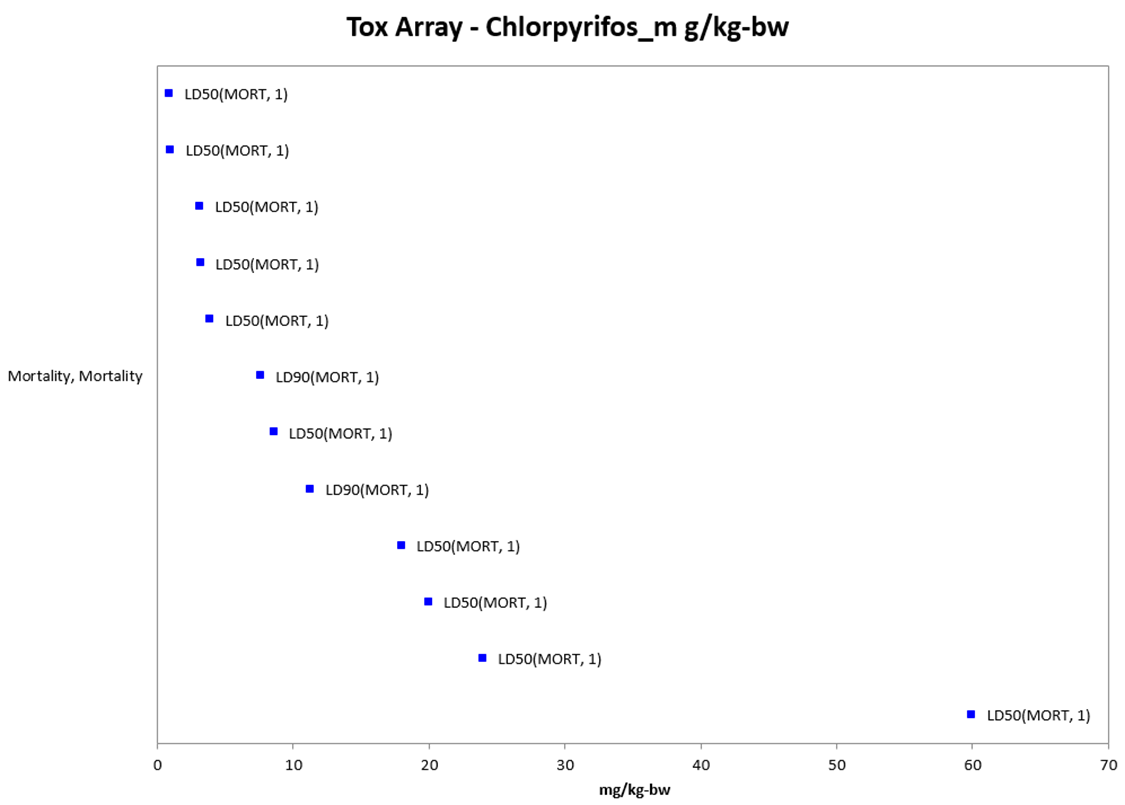 Tox Array - Chlorpyrifos_m g/kg-bw
LD50(MORT, 1)
LD50(MORT, 1)
LD50(MORT, 1)
LD50(MORT, 1)
LD50(MORT, 1)
Mortality, Mortality
LD90(MORT, 1)
LD50(MORT, 1)
LD90(MORT, 1)
LD50(MORT, 1)
LD50(MORT, 1)
LD50(MORT, 1)
LD50(MORT, 1)
0 10 20 30 40 50 60 70
mg/kg-bw